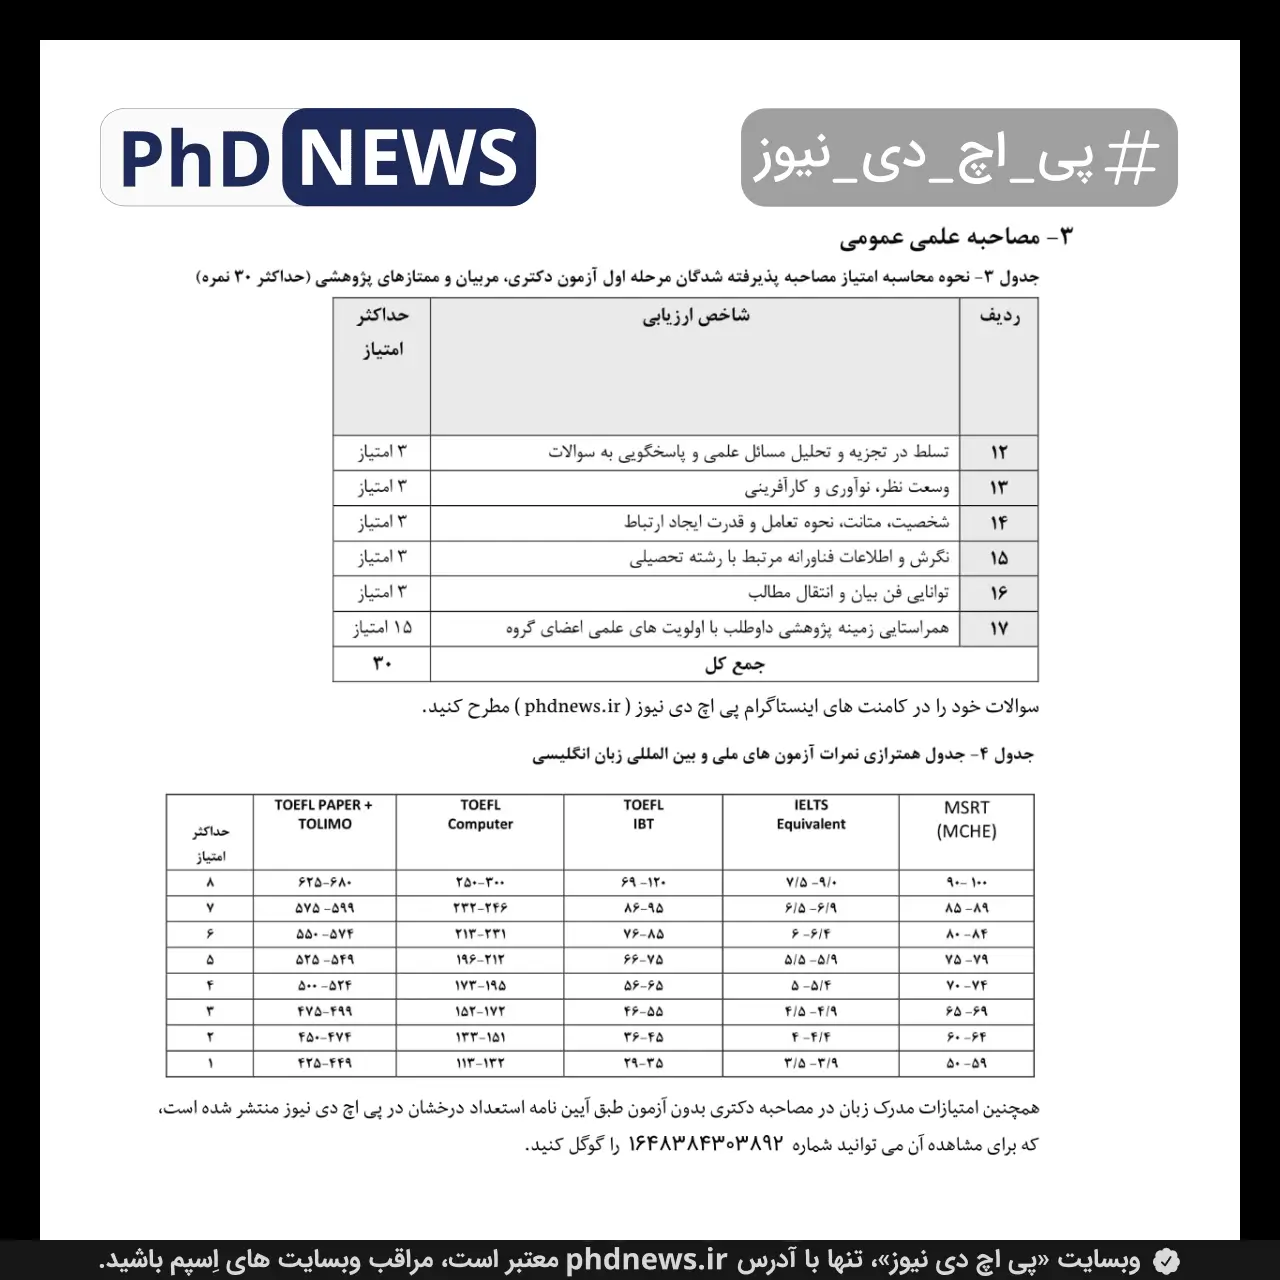 PhD NEWS
#پی_اچ_دی_نیوز
۳- مصاحبه علمی عمومی
جدول ۳- نحوه محاسبه امتیاز مصاحبه پذیرفته شدگان مرحله اول آزمون دکتری، مربیان و ممتازهای پژوهشی (حداکثر ۳۰ نمره)
ردیف شاخص ارزیابی حداکثر
امتیاز
۱۲ تسلط در تجزیه و تحلیل مسائل علمی و پاسخگویی به سوالات ۳ امتیاز
۱۳ وسعت نظر، نوآوری و کارآفرینی ۳ امتیاز
۱۴ شخصیت، متانت، نحوه تعامل و قدرت ایجاد ارتباط ۳ امتیاز
۱۵ نگرش و اطلاعات فناورانه مرتبط با رشته تحصیلی ۳ امتیاز
۱۶ توانایی فن بیان و انتقال مطالب ۳ امتیاز
۱۷ همراستایی زمینه پژوهشی داوطلب با اولویت های علمی اعضای گروه ۱۵ امتیاز
جمع کل ۳۰
سوالات خود را در کامنت های اینستاگرام پی اچ دی نیوز ( phdnews.ir ) مطرح کنید.
جدول ۴- جدول همترازی نمرات آزمون های ملی و بین المللی زبان انگلیسی
MSRT IELTS TOEFL TOEFL TOEFL PAPER +
(MCHE) Equivalent IBT Computer TOLIMO حداکثر
امتیاز
۹۰-۱۰۰ ۷/۵-۹/۰ ۶۹-۱۲۰ ۲۵۰-۳۰۰ ۶۲۵-۶۸۰ ۸
۸۵-۸۹ ۶/۵-۶/۹ ۸۶-۹۵ ۲۳۲-۲۴۶ ۵۷۵-۵۹۹ ۷
۸۰-۸۴ ۶-۶/۴ ۷۶-۸۵ ۲۱۳-۲۳۱ ۵۵۰-۵۷۴ ۶
۷۵-۷۹ ۵/۵-۵/۹ ۶۶-۷۵ ۱۹۶-۲۱۲ ۵۲۵-۵۴۹ ۵
۷۰-۷۴ ۵-۵/۴ ۵۶-۶۵ ۱۷۳-۱۹۵ ۵۰۰-۵۲۴ ۴
۶۵-۶۹ ۴/۵-۴/۹ ۴۶-۵۵ ۱۵۲-۱۷۲ ۴۷۵-۴۹۹ ۳
۶۰-۶۴ ۴-۴/۴ ۳۶-۴۵ ۱۳۳-۱۵۱ ۴۵۰-۴۷۴ ۲
۵۰-۵۹ ۳/۵-۳/۹ ۲۹-۳۵ ۱۱۳-۱۳۲ ۴۲۵-۴۴۹ ۱
همچنین امتیازات مدرک زبان در مصاحبه دکتری بدون آزمون طبق آیین نامه استعداد درخشان در پی اچ دی نیوز منتشر شده است،
که برای مشاهده آن می توانید شماره ۱۶۴۸۳۸۴۳۰۳۸۹۲ را گوگل کنید.
وبسایت «پی اچ دی نیوز»، تنها با آدرس phdnews.ir معتبر است، مراقب وبسایت های اِسپم باشید.